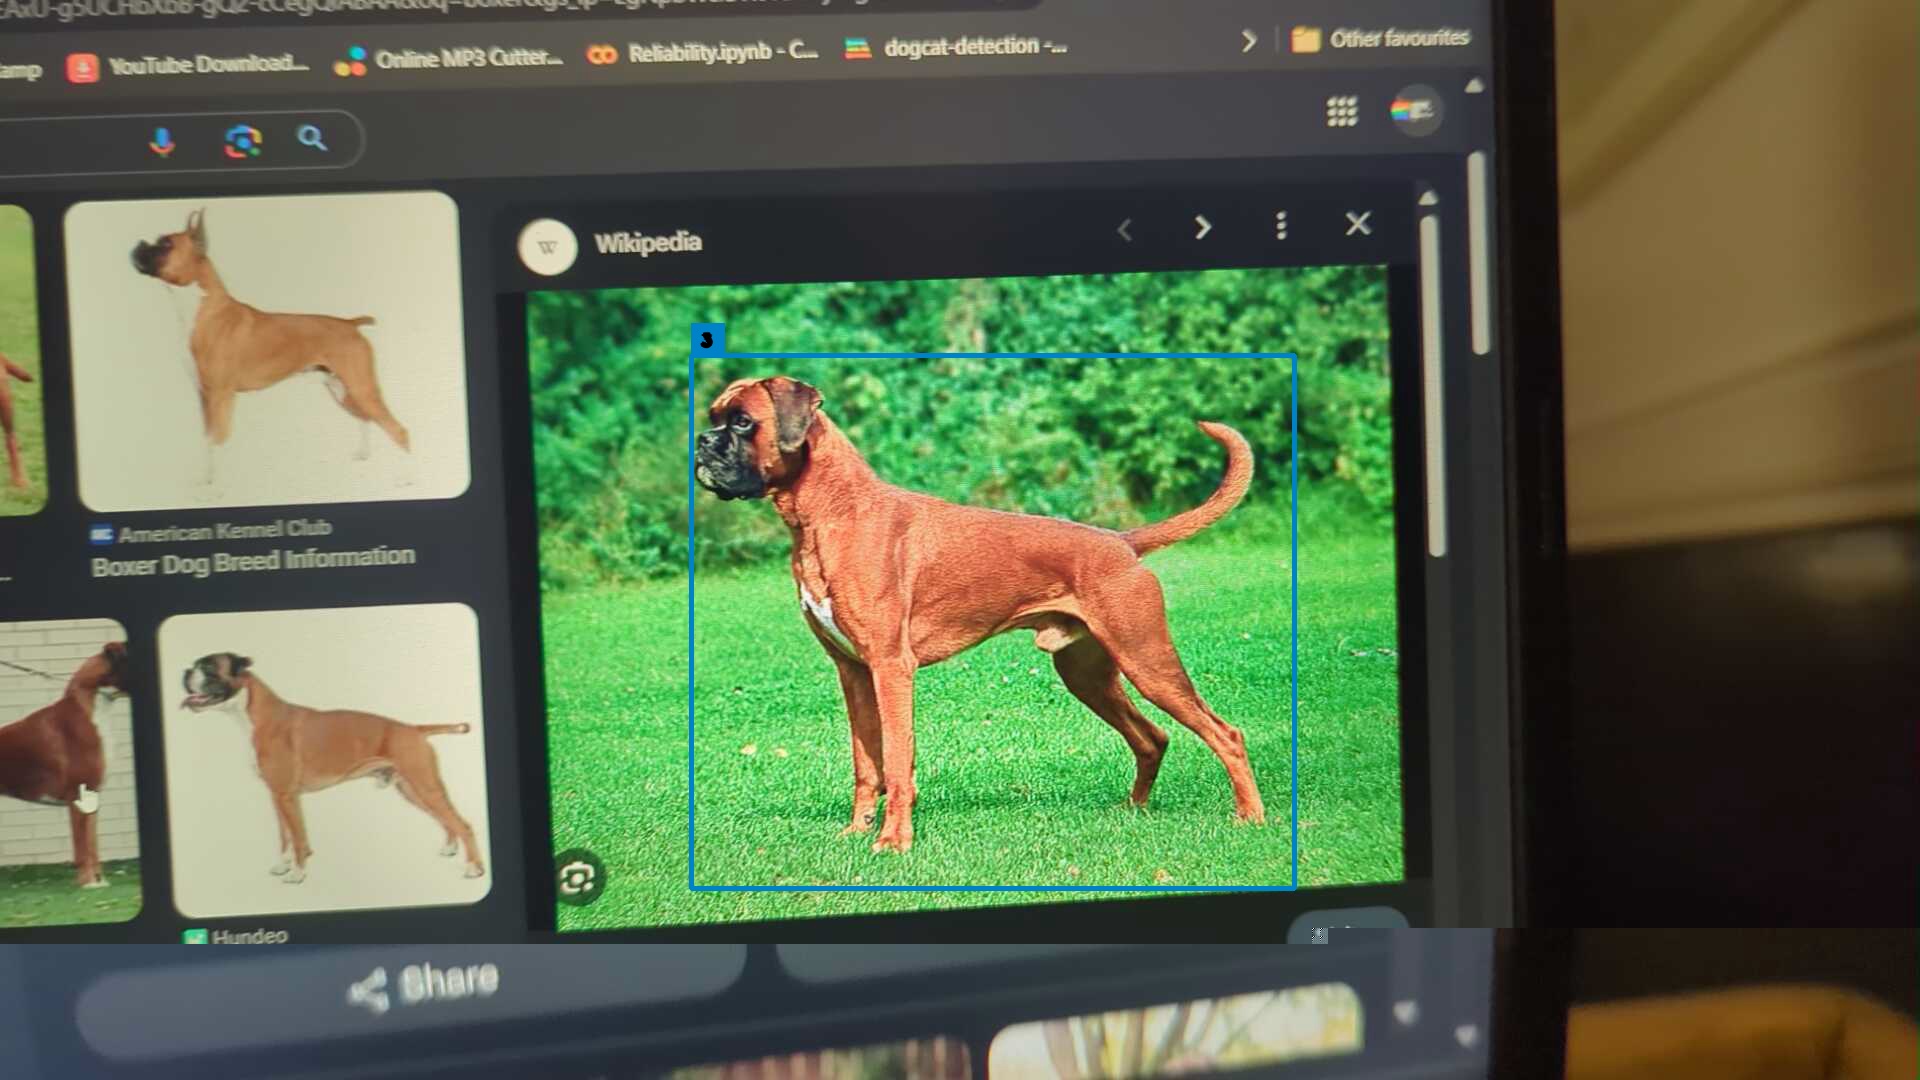 amp
YouTube Download...
Online MP3 Cutter...
Reliability.ipynb - C...
dogcat-detection -...
Other favourites
W
Wikipedia
3
American Kennel Club
Boxer Dog Breed Information
Hundeo
Share